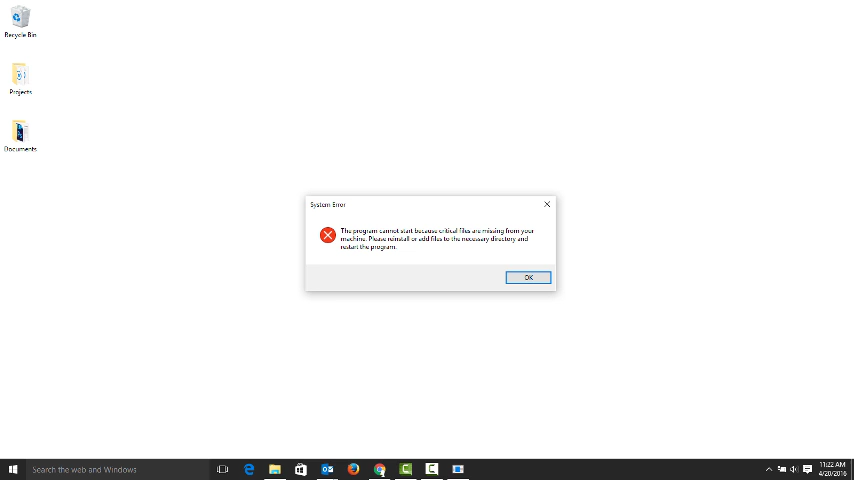 Recycle Bin
Projects
Documents
System Error
The program cannot start because critical files are missing from your
machine. Please reinstall or add files to the necessary directory and
restart the program.
OK
Search the web and Windows
11:22 AM
4/20/2016